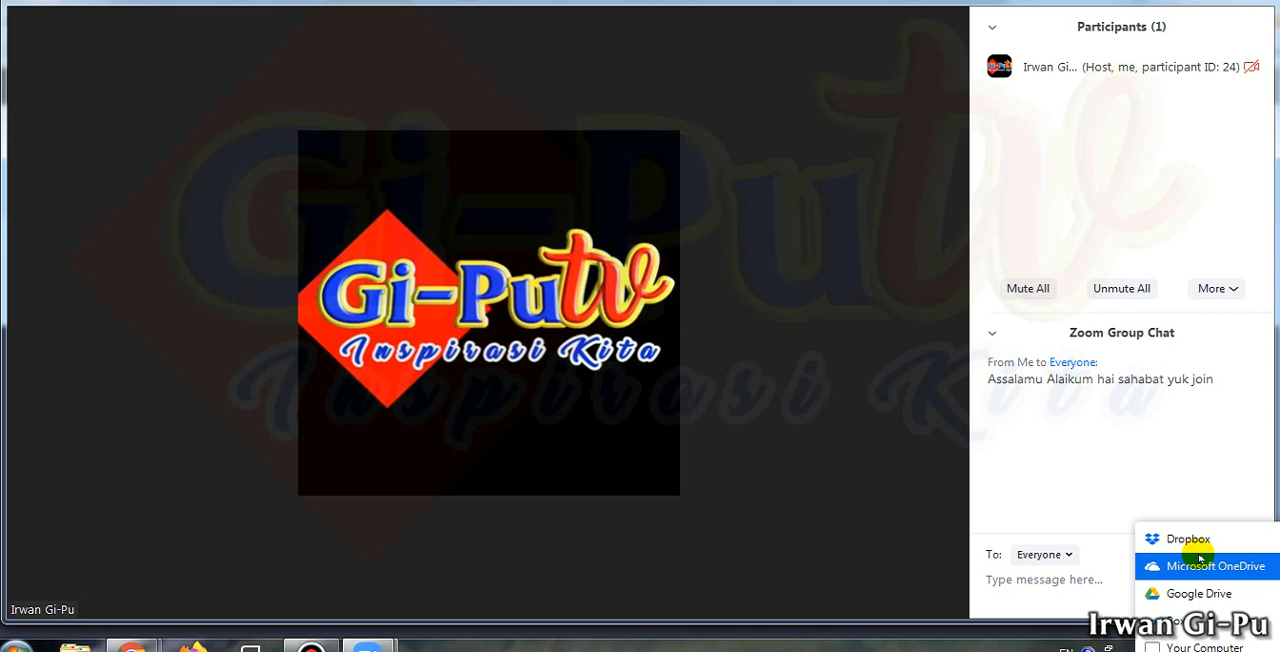 Participants (1)
Irwan Gi... (Host, me, participant ID: 24)
Gi-Putv
Inspirasi Kita
Mute All
Unmute All
More
Zoom Group Chat
From Me to Everyone:
Assalamu Alaikum hai sahabat yuk join
Dropbox
To: Everyone
Microsoft OneDrive
Type message here...
Google Drive
Irwan Gi-Pu
Irwan Gi-Pu
Your Computer
EN